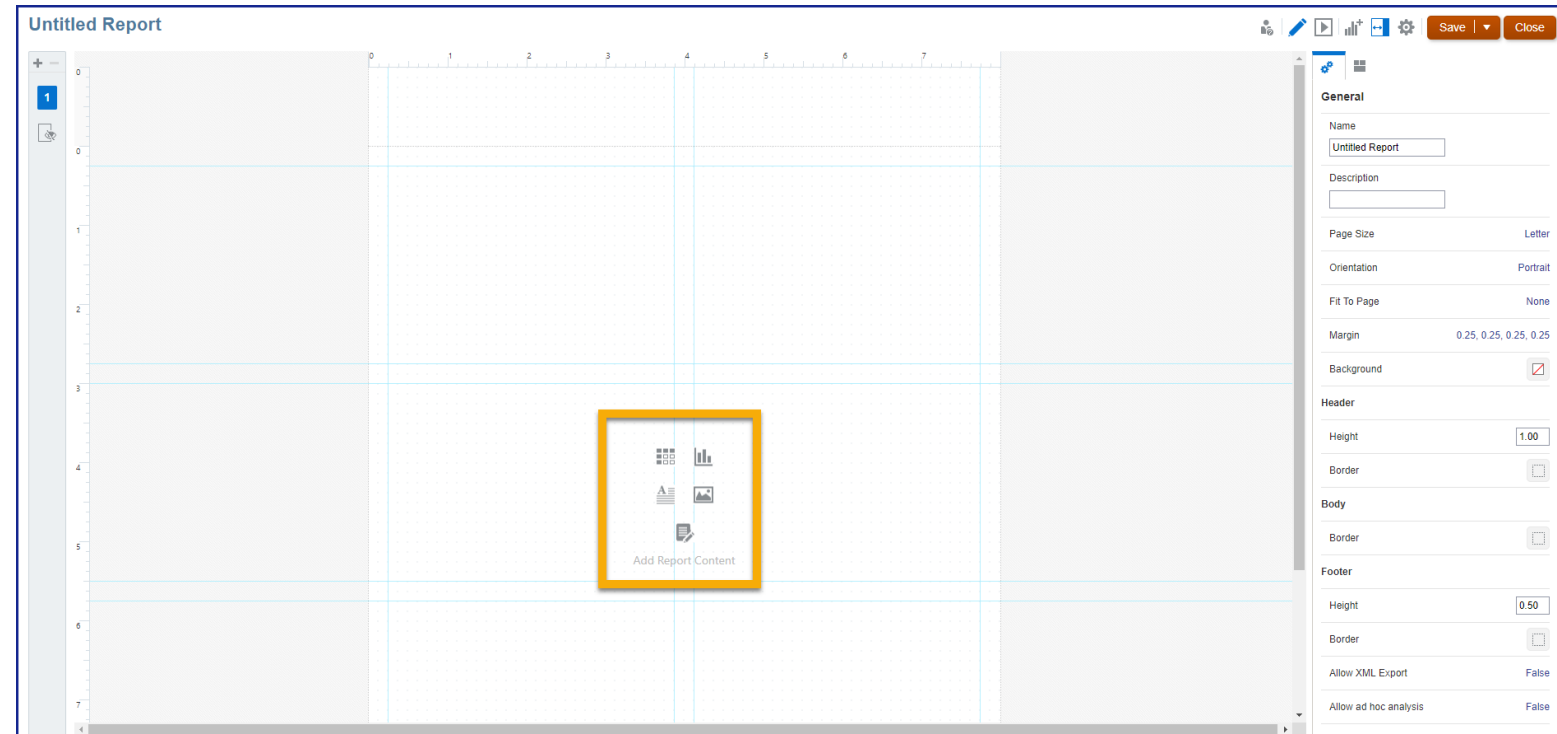 Untitled Report
Save
Close
0 1 2 3 4 5 6 7
0
1
0
1
2
3
4
5
6
7
Add Report Content
General
Name
Untitled Report
Description
Page Size Letter
Orientation Portrait
Fit To Page None
Margin 0.25, 0.25, 0.25, 0.25
Background
Header
Height 1.00
Border
Body
Border
Footer
Height 0.50
Border
Allow XML Export False
Allow ad hoc analysis False